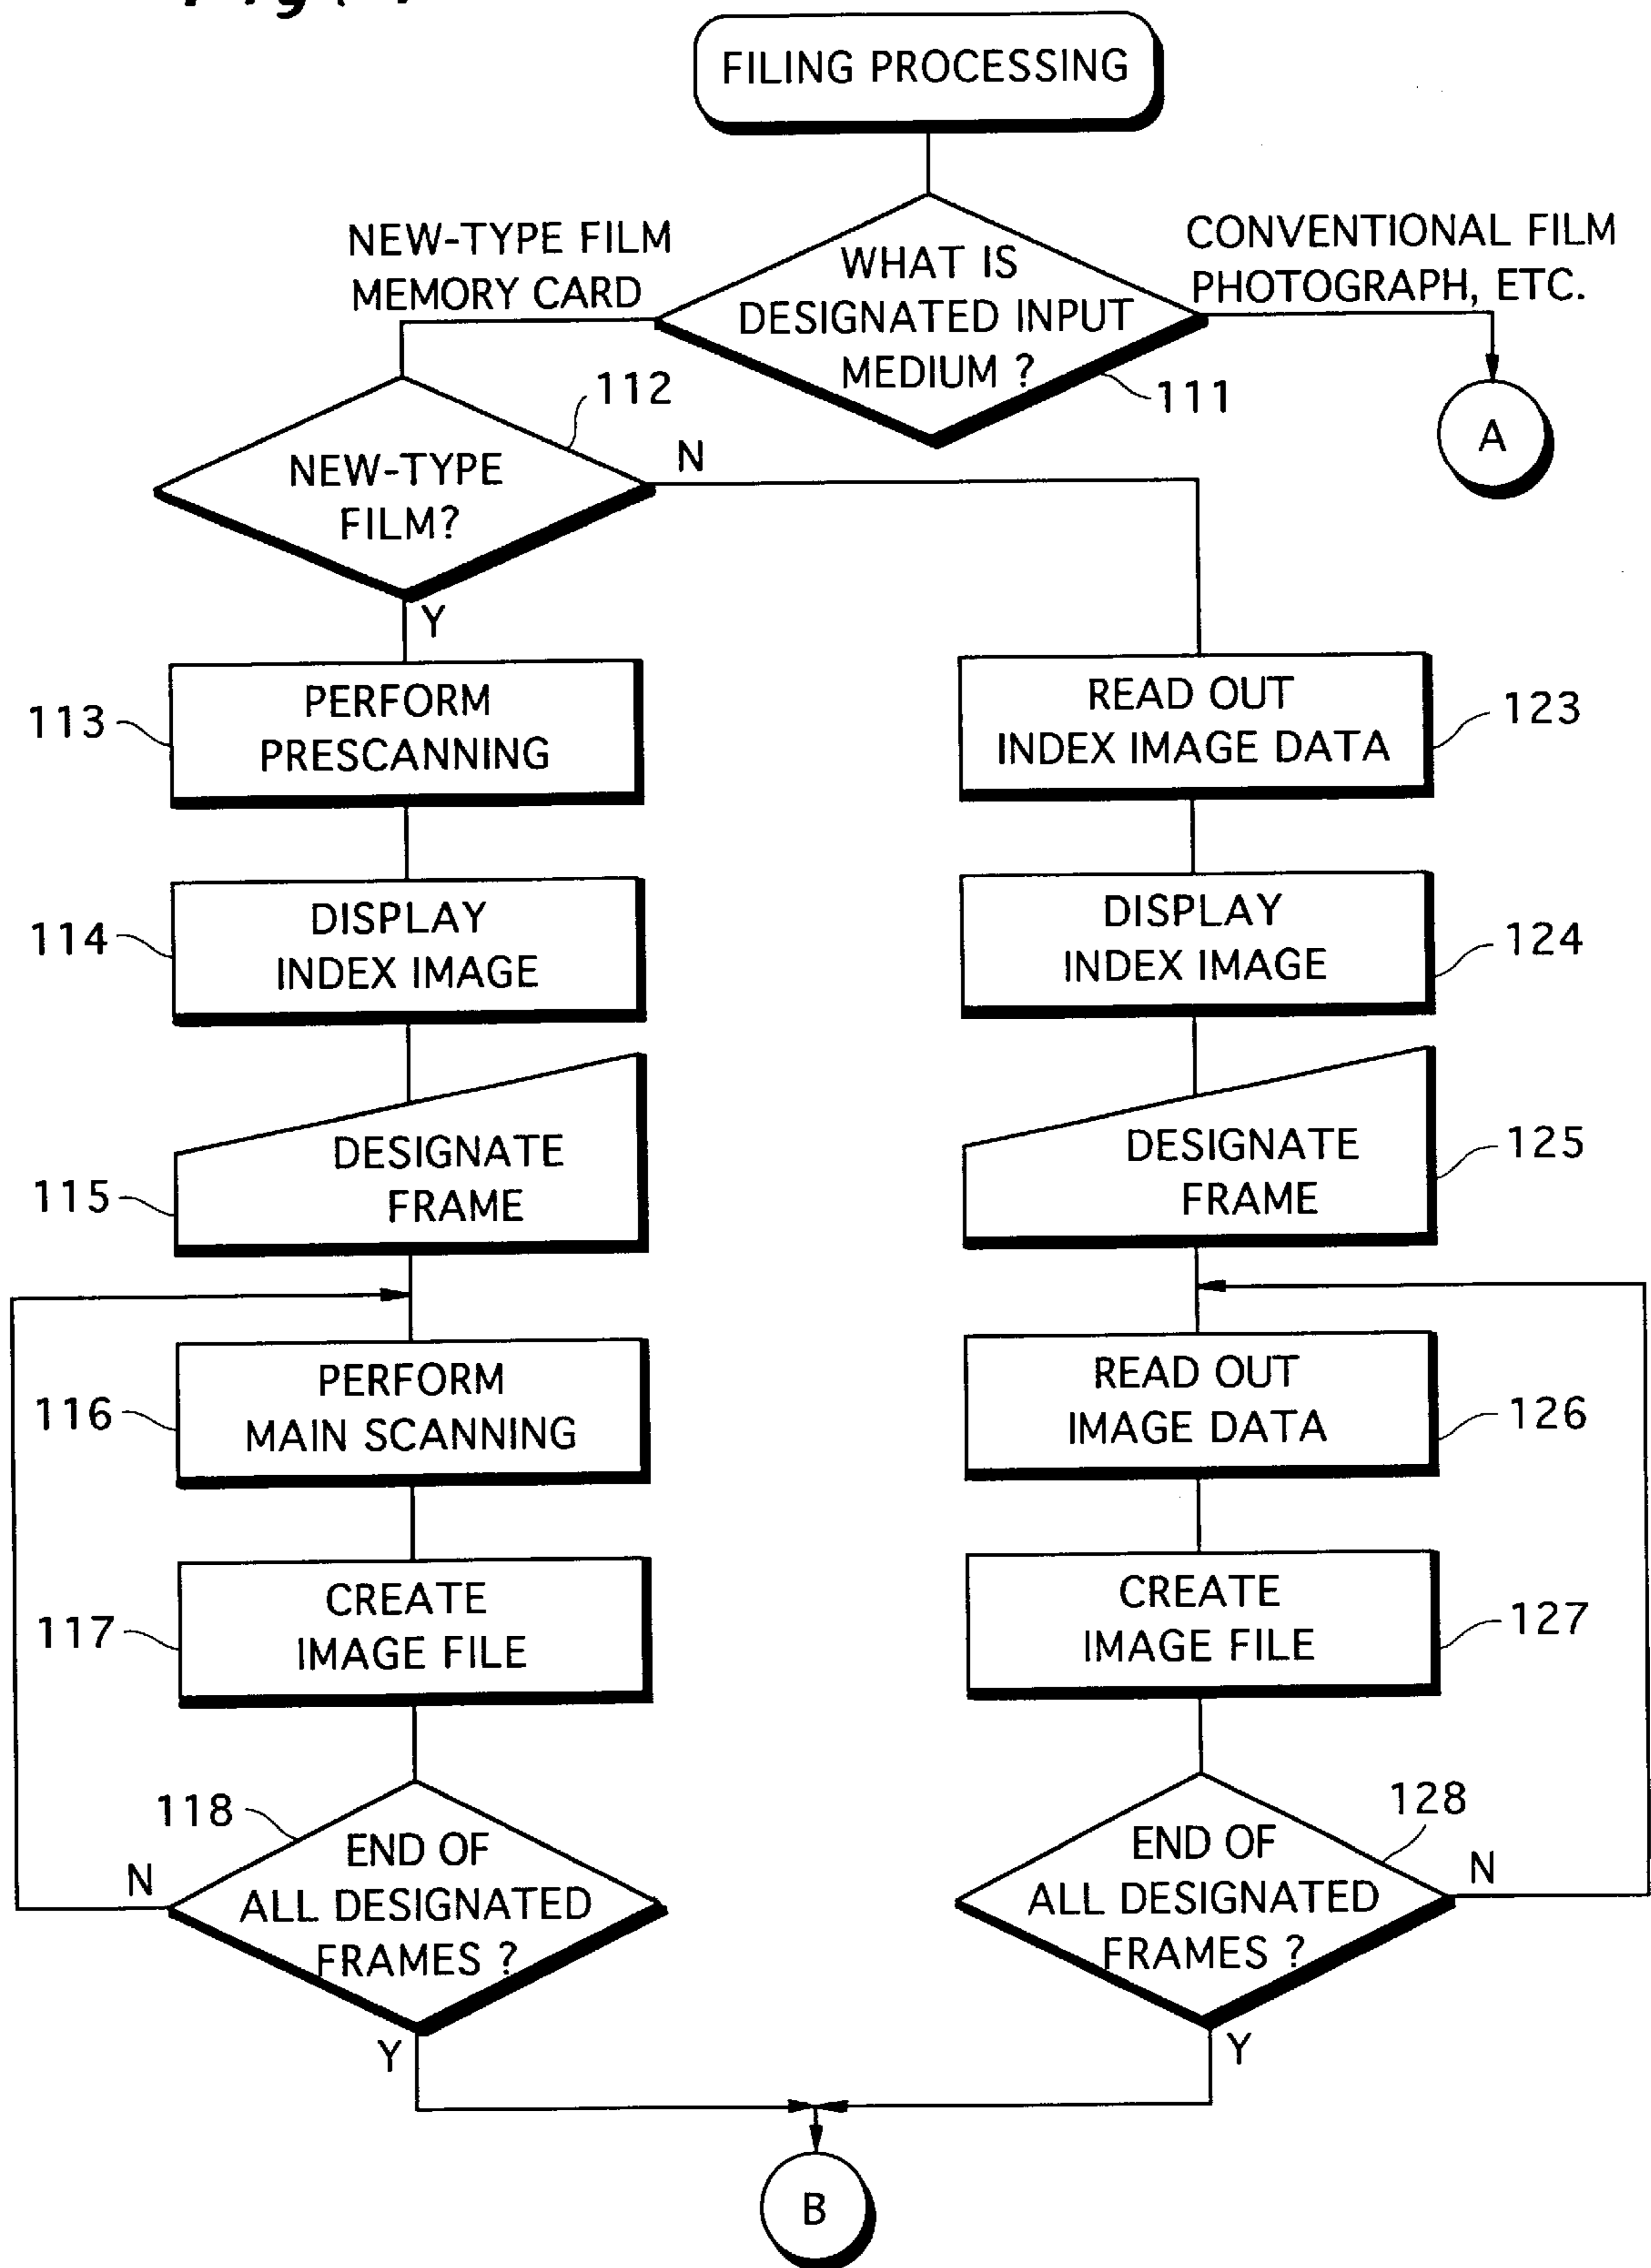 FILING PROCESSING
NEW-TYPE FILM
MEMORY CARD
WHAT IS
DESIGNATED INPUT
MEDIUM ?
CONVENTIONAL FILM
PHOTOGRAPH, ETC.
111
A
112
NEW-TYPE
FILM?
N
Y
113
PERFORM
PRESCANNING
READ OUT
INDEX IMAGE DATA
123
114
DISPLAY
INDEX IMAGE
DISPLAY
INDEX IMAGE
124
115
DESIGNATE
FRAME
DESIGNATE
FRAME
125
116
PERFORM
MAIN SCANNING
READ OUT
IMAGE DATA
126
117
CREATE
IMAGE FILE
CREATE
IMAGE FILE
127
118
END OF
ALL DESIGNATED
FRAMES ?
N
Y
128
END OF
ALL DESIGNATED
FRAMES ?
N
Y
B